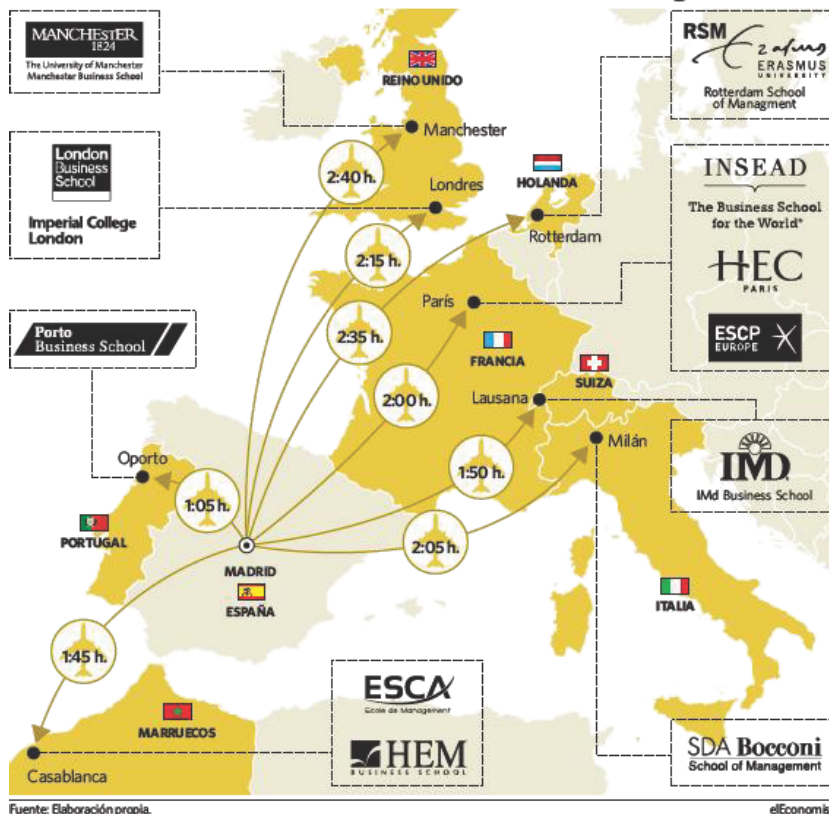 MANCHESTER
1824
The University of Manchester
Manchester Business School
REINO UNIDO
Manchester
RSM
Erasmus
ERASMUS
UNIVERSITY
Rotterdam School
of Managment
London
Business
School
Imperial College
London
2:40 h.
Londres
HOLANDA
Rotterdam
INSEAD
The Business School
for the World®
HEC
PARIS
ESCP
EUROPE
2:15 h.
París
2:35 h.
FRANCIA
SUIZA
Porto
Business School
2:00 h.
Lausana
Milán
IMD
IMd Business School
Oporto
1:05 h.
1:50 h.
PORTUGAL
2:05 h.
MADRID
ESPAÑA
ITALIA
1:45 h.
ESCA
Ecole de Management
HEM
BUSINESS SCHOOL
MARRUECOS
Casablanca
SDA Bocconi
School of Management
Fuente: Elaboración propia.
elEconomis